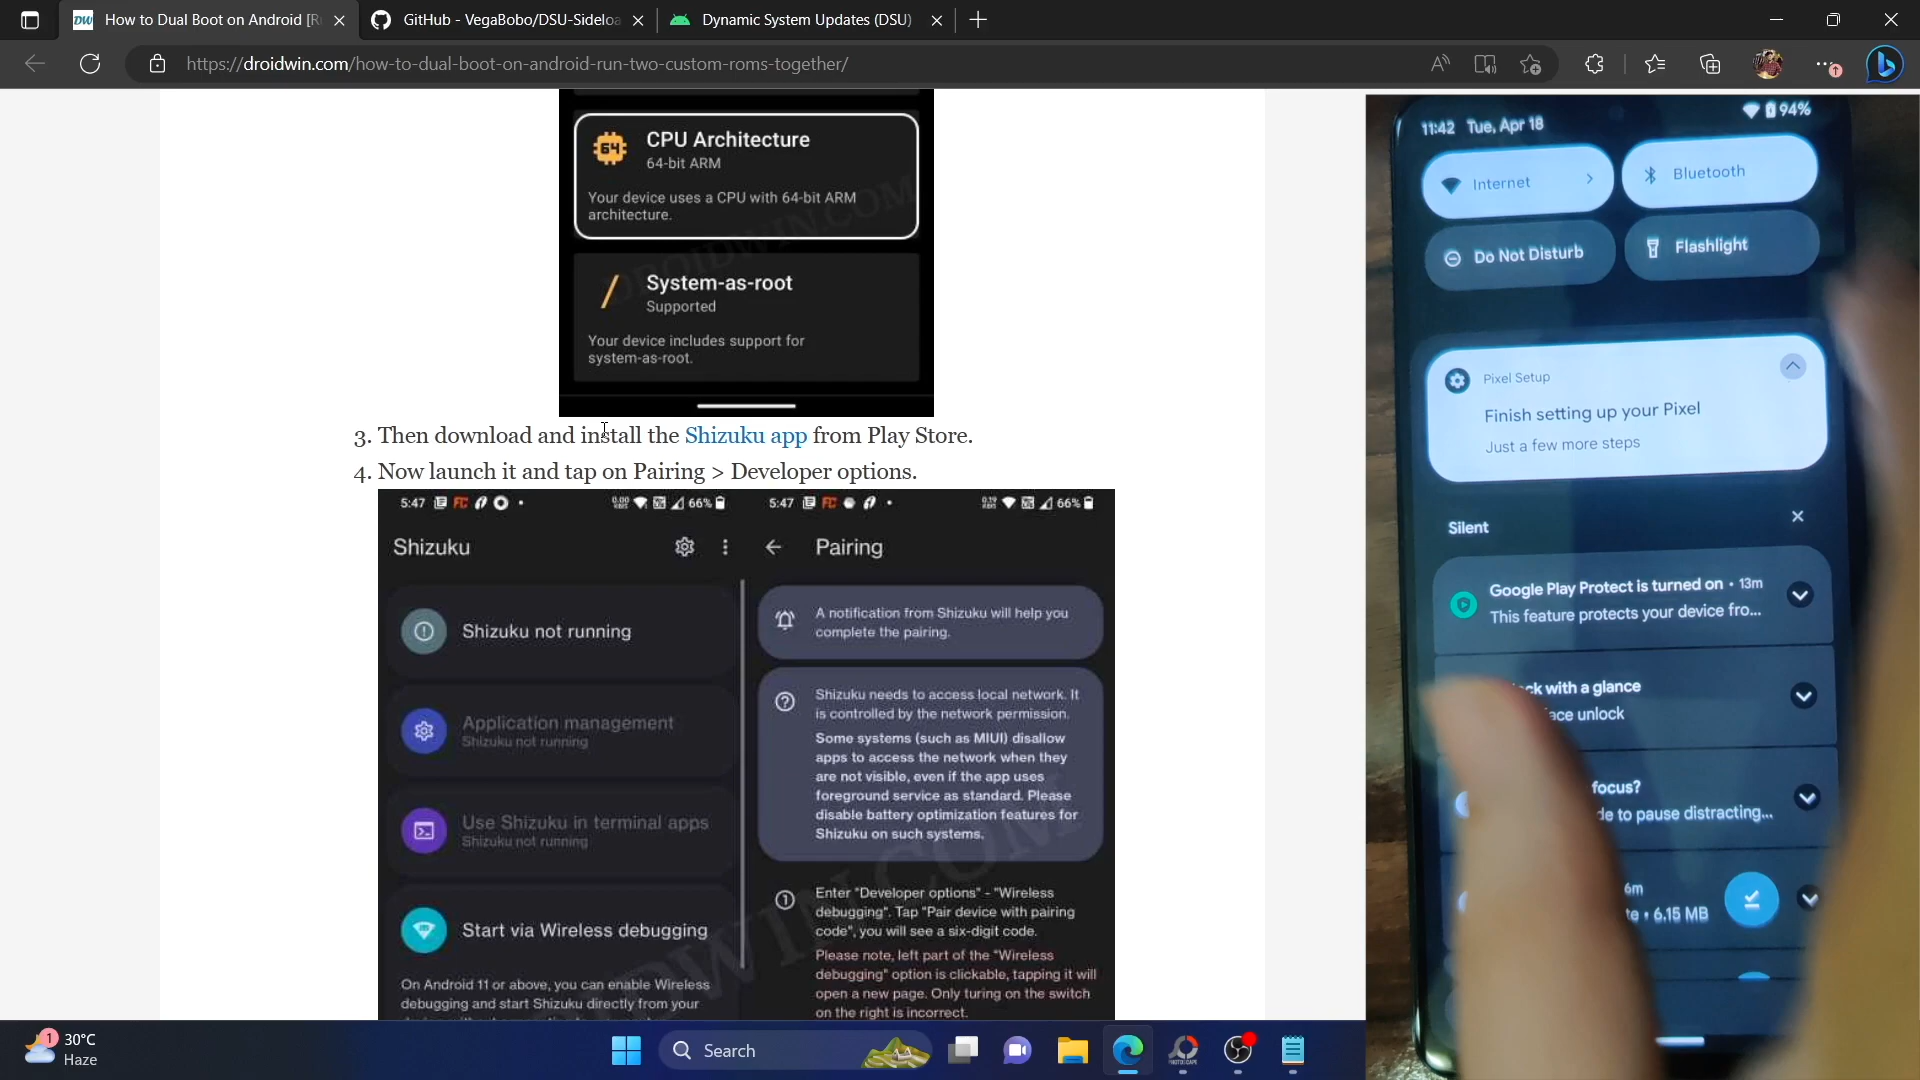 How to Dual Boot on Android [R
GitHub - VegaBobo/DSU-Sideloa
Dynamic System Updates (DSU)
https://droidwin.com/how-to-dual-boot-on-android-run-two-custom-roms-together/
CPU Architecture
64-bit ARM
Your device uses a CPU with 64-bit ARM
architecture.
System-as-root
Supported
Your device includes support for
system-as-root.
3. Then download and install the Shizuku app from Play Store.
4. Now launch it and tap on Pairing > Developer options.
5:47 66%
5:47 66%
Shizuku
Shizuku not running
Application management
Shizuku not running
Use Shizuku in terminal apps
Shizuku not running
Start via Wireless debugging
On Android 11 or above, you can enable Wireless
debugging and start Shizuku directly from your
Pairing
A notification from Shizuku will help you
complete the pairing.
Shizuku needs to access local network. It
is controlled by the network permission.
Some systems (such as MIUI) disallow
apps to access the network when they
are not visible, even if the app uses
foreground service as standard. Please
disable battery optimization features for
Shizuku on such systems.
Enter "Developer options" - "Wireless
debugging". Tap "Pair device with pairing
code", you will see a six-digit code.
Please note, left part of the "Wireless
debugging" option is clickable, tapping it will
open a new page. Only turing on the switch
on the right is incorrect.
11:42 Tue, Apr 18 94%
Internet
Bluetooth
Do Not Disturb
Flashlight
Pixel Setup
Finish setting up your Pixel
Just a few more steps
Silent
Google Play Protect is turned on • 13m
This feature protects your device fro...
ck with a glance
ace unlock
focus?
de to pause distracting...
6m
te • 6.15 MB
1
30°C
Haze
Search